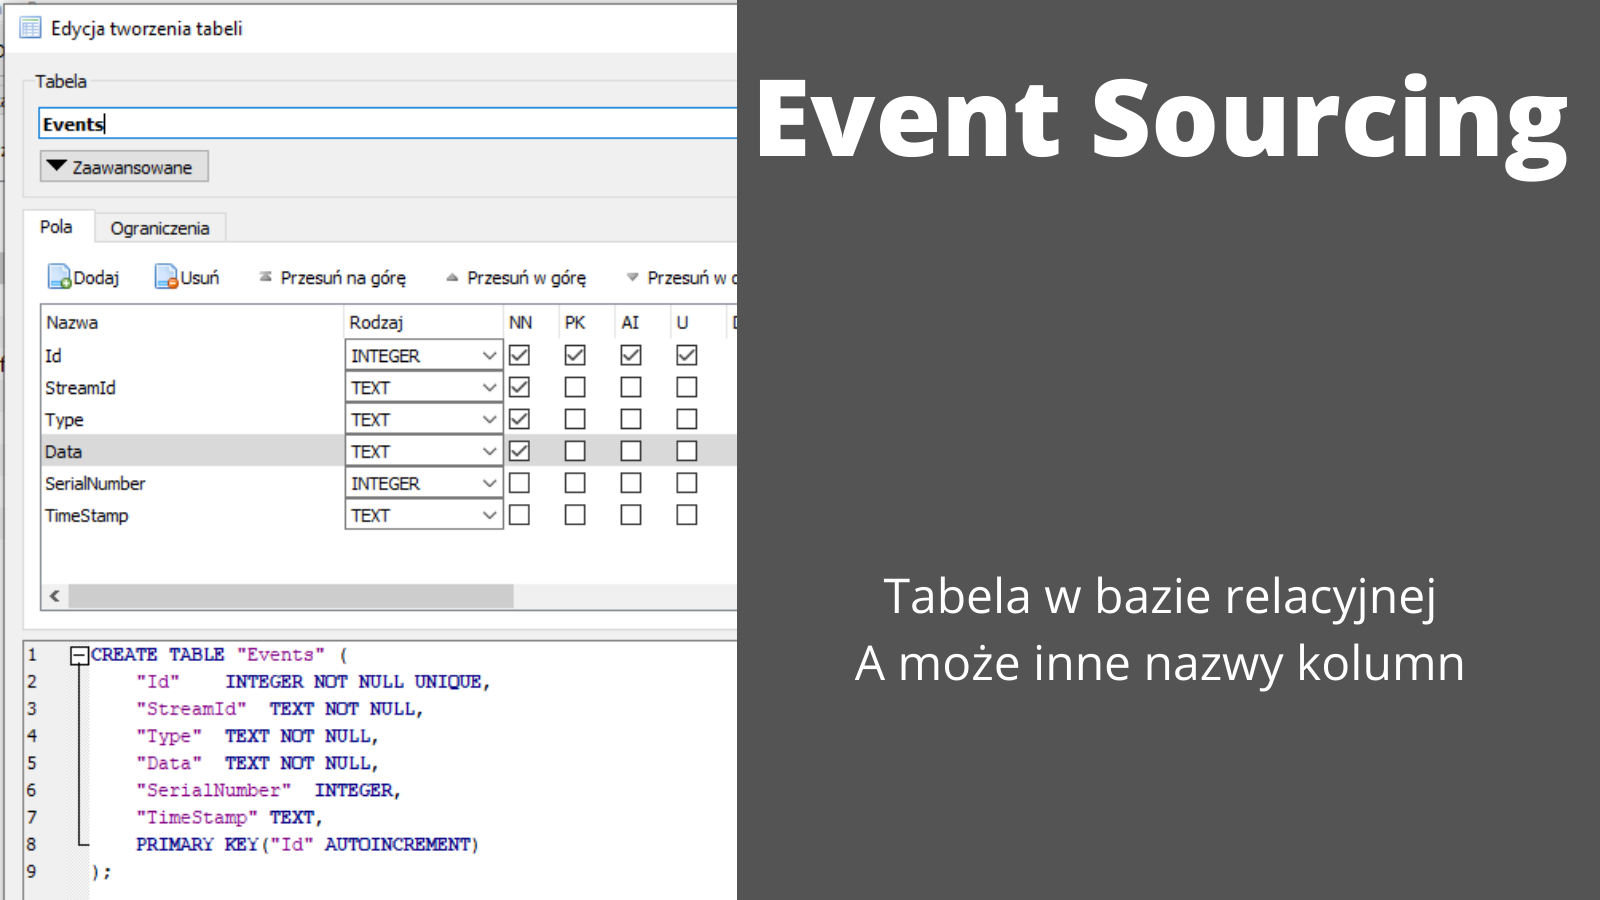 Edycja tworzenia tabeli
Tabela
Events
Zaawansowane
Pola Ograniczenia
Dodaj Usuń Przesuń na górę Przesuń w górę Przesuń w
Nazwa Rodzaj NN PK AI U
Id INTEGER
StreamId TEXT
Type TEXT
Data TEXT
SerialNumber INTEGER
TimeStamp TEXT
1 CREATE TABLE "Events" (
2 "Id" INTEGER NOT NULL UNIQUE,
3 "StreamId" TEXT NOT NULL,
4 "Type" TEXT NOT NULL,
5 "Data" TEXT NOT NULL,
6 "SerialNumber" INTEGER,
7 "TimeStamp" TEXT,
8 PRIMARY KEY("Id" AUTOINCREMENT)
9 );
Event Sourcing
Tabela w bazie relacyjnej
A może inne nazwy kolumn